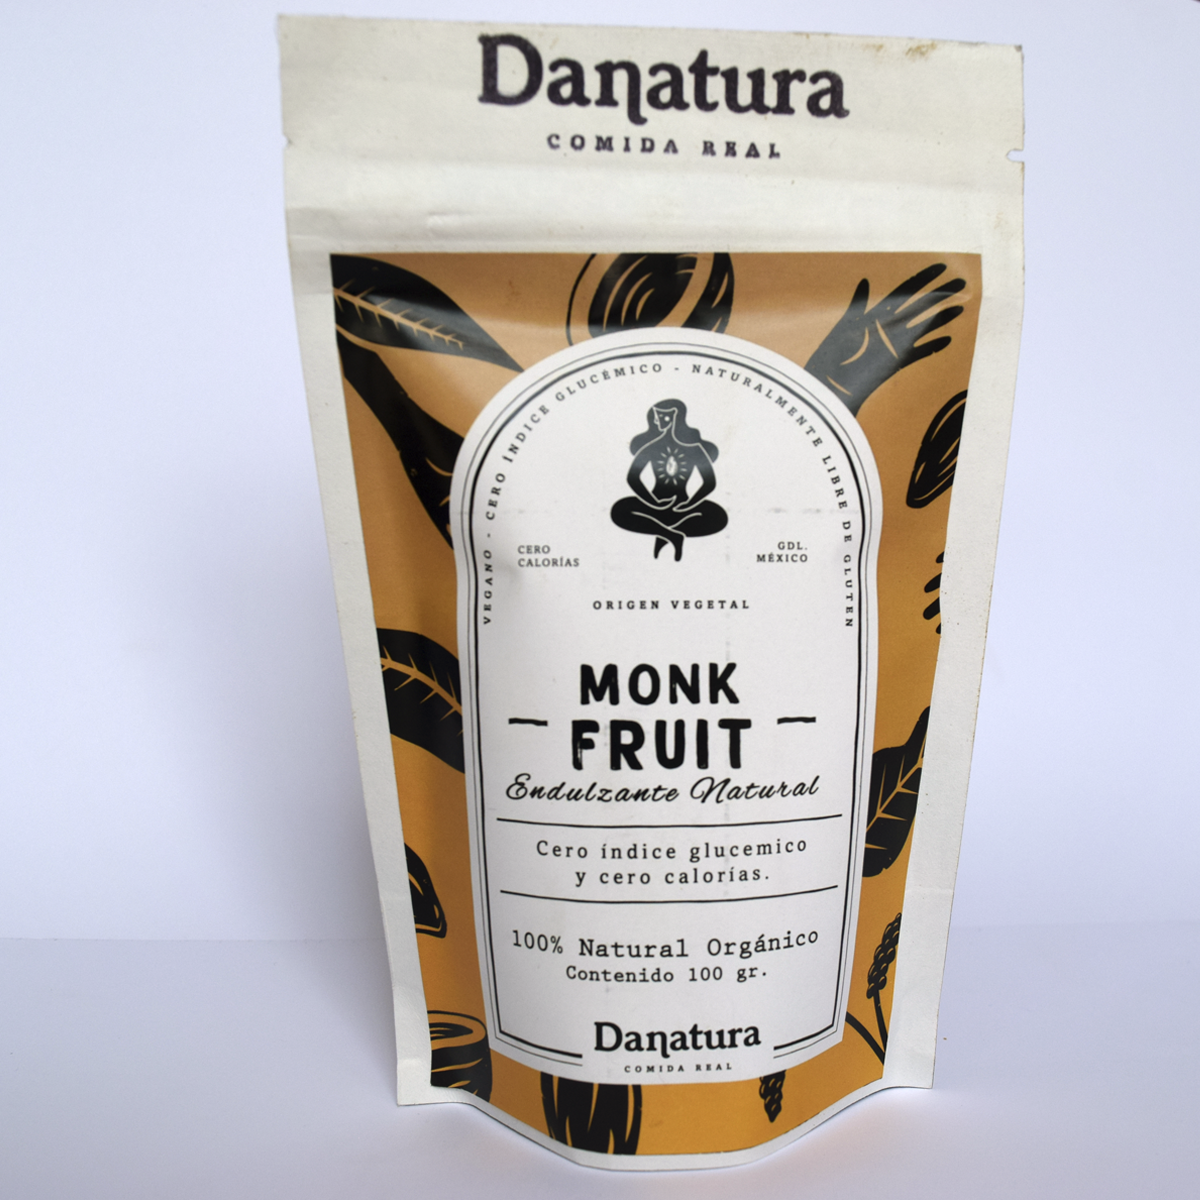 Danatura
COMIDA REAL
VEGANO - CERO ÍNDICE GLUCÉMICO - NATURALMENTE LIBRE DE GLUTEN
CERO
CALORÍAS
GDL.
MÉXICO
ORIGEN VEGETAL
MONK
FRUIT
Endulzante Natural
Cero índice glucemico
y cero calorías.
100% Natural Orgánico
Contenido 100 gr.
Danatura
COMIDA REAL